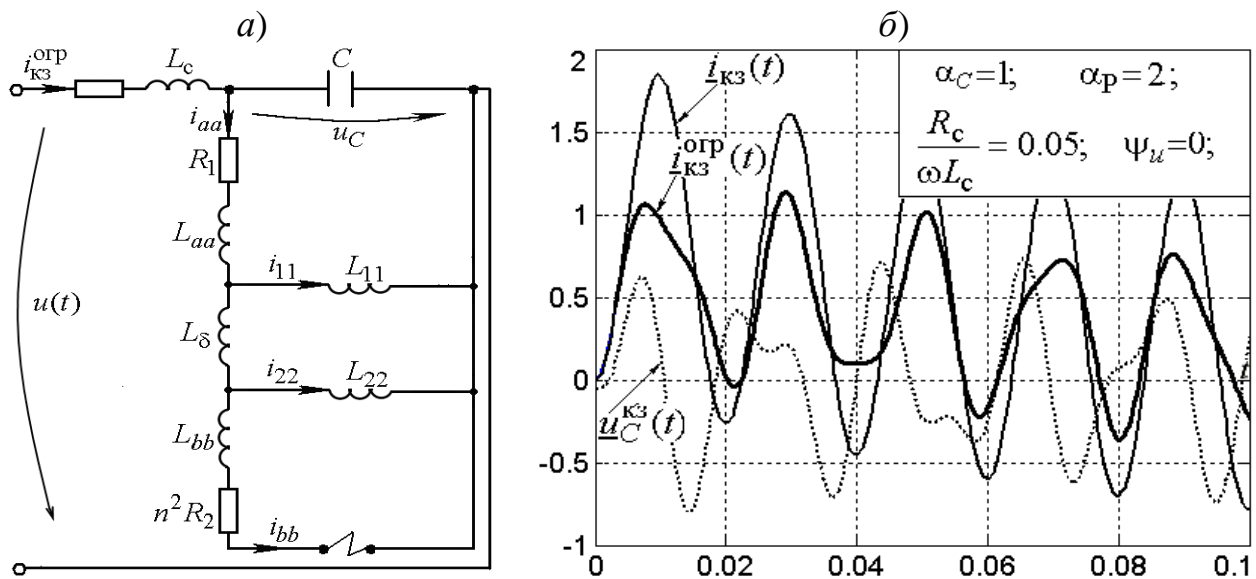 а)
i_кз^огр
L_с
C
i_aa
u_C
R_1
L_aa
i_11
L_11
u(t)
L_δ
i_22
L_22
L_bb
n^2R_2
i_bb
б)
2
1.5
1
0.5
0
-0.5
-1
0
0.02
0.04
0.06
0.08
0.1
i_кз(t)
i_кз^огр(t)
u_C^кз(t)
t
α_C=1; α_Р=2;
R_с/ωL_с = 0.05; ψ_u=0;